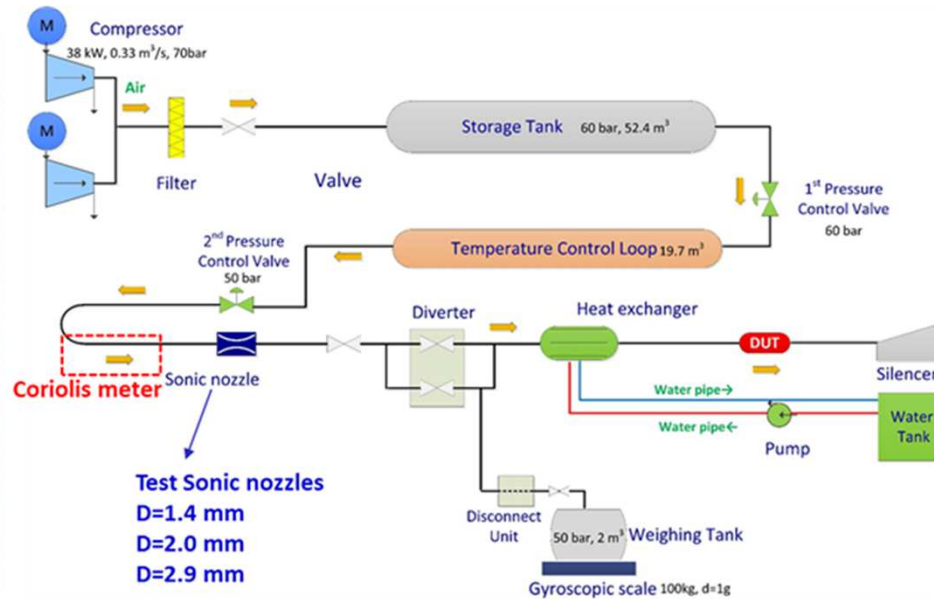 M
Compressor
38 kW, 0.33 m³/s, 70bar
Air
M
Filter
Valve
Storage Tank 60 bar, 52.4 m³
1st Pressure
Control Valve
60 bar
Temperature Control Loop 19.7 m³
2nd Pressure
Control Valve
50 bar
Diverter
Heat exchanger
DUT
Silencer
Coriolis meter
Sonic nozzle
Water pipe→
Water pipe←
Pump
Water
Tank
Test Sonic nozzles
D=1.4 mm
D=2.0 mm
D=2.9 mm
Disconnect
Unit
50 bar, 2 m³
Weighing Tank
Gyroscopic scale 100kg, d=1g